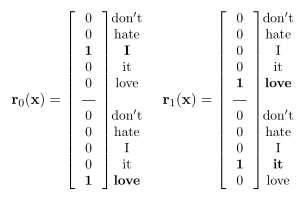 0 don't 0 don't
0 hate 0 hate
1 I 0 I
0 it 0 it
0 love 1 love
r₀(x) = — r₁(x) = —
0 don't 0 don't
0 hate 0 hate
0 I 0 I
0 it 1 it
1 love 0 love